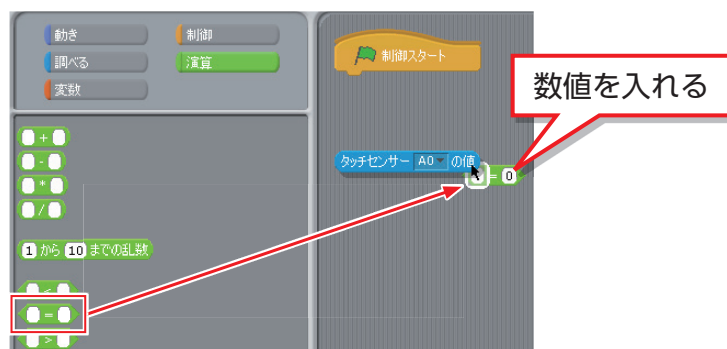 動き 制御
調べる 演算
変数
+
-
*
/
1 から 10 までの乱数
<
=
>
制御スタート
数値を入れる
タッチセンサー A0 の値
= 0